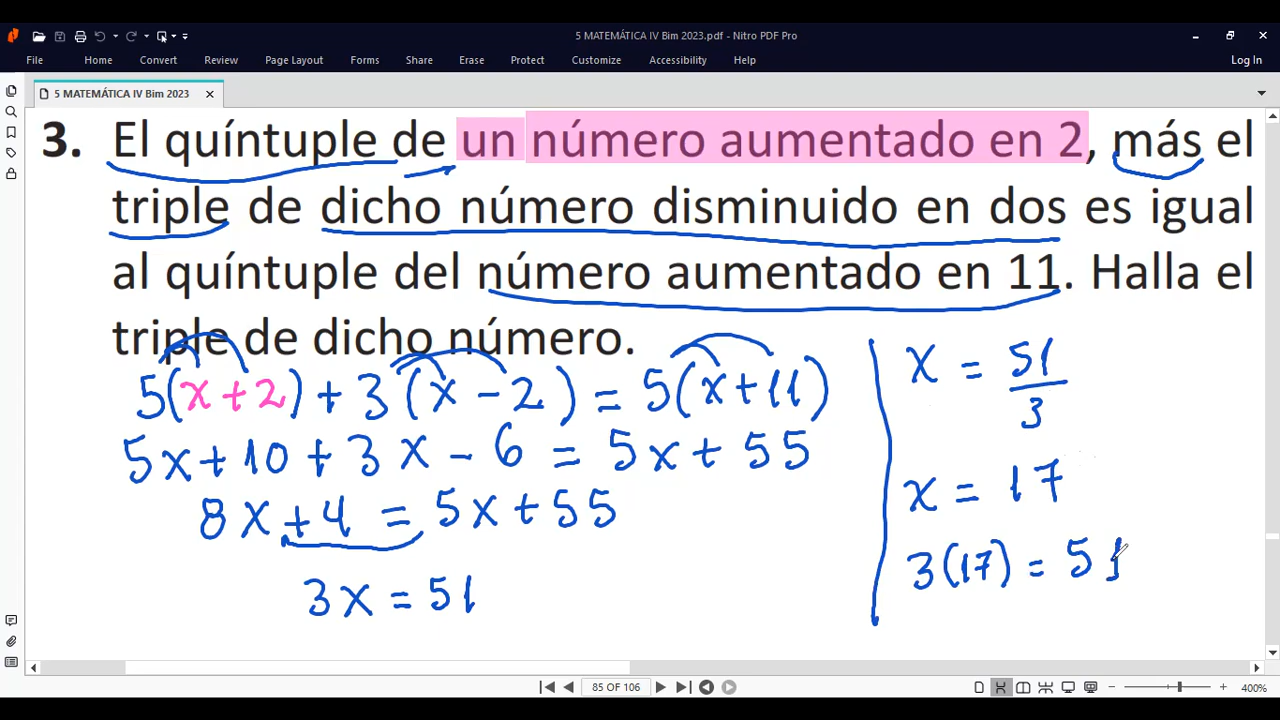 5 MATEMÁTICA IV Bim 2023.pdf - Nitro PDF Pro
File Home Convert Review Page Layout Forms Share Erase Protect Customize Accessibility Help Log In
5 MATEMÁTICA IV Bim 2023
3. El quíntuple de un número aumentado en 2, más el
triple de dicho número disminuido en dos es igual
al quíntuple del número aumentado en 11. Halla el
triple de dicho número.
5(x+2) + 3(x-2) = 5(x+11)
5x+10+3x-6 = 5x+55
8x+4 = 5x+55
3x = 51
x = 51/3
x = 17
3(17) = 51
85 OF 106
400%